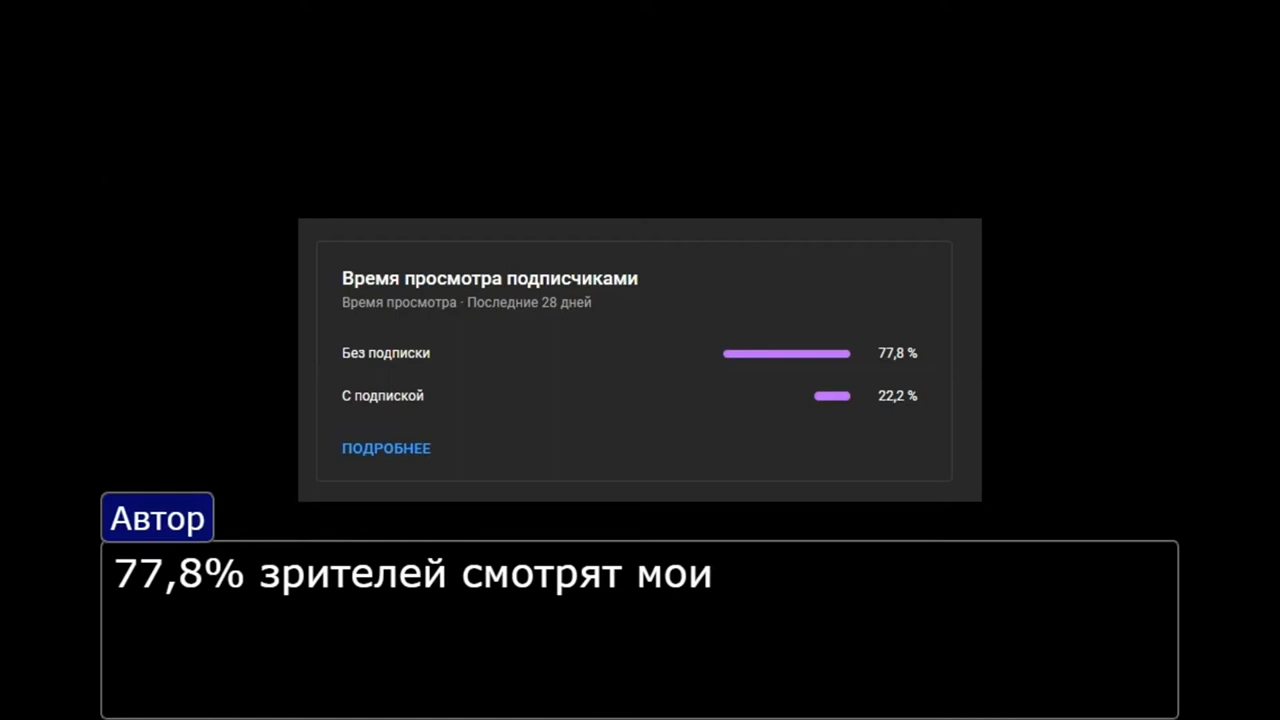 Время просмотра подписчиками
Время просмотра · Последние 28 дней
Без подписки 77,8 %
С подпиской 22,2 %
ПОДРОБНЕЕ
Автор
77,8% зрителей смотрят мои